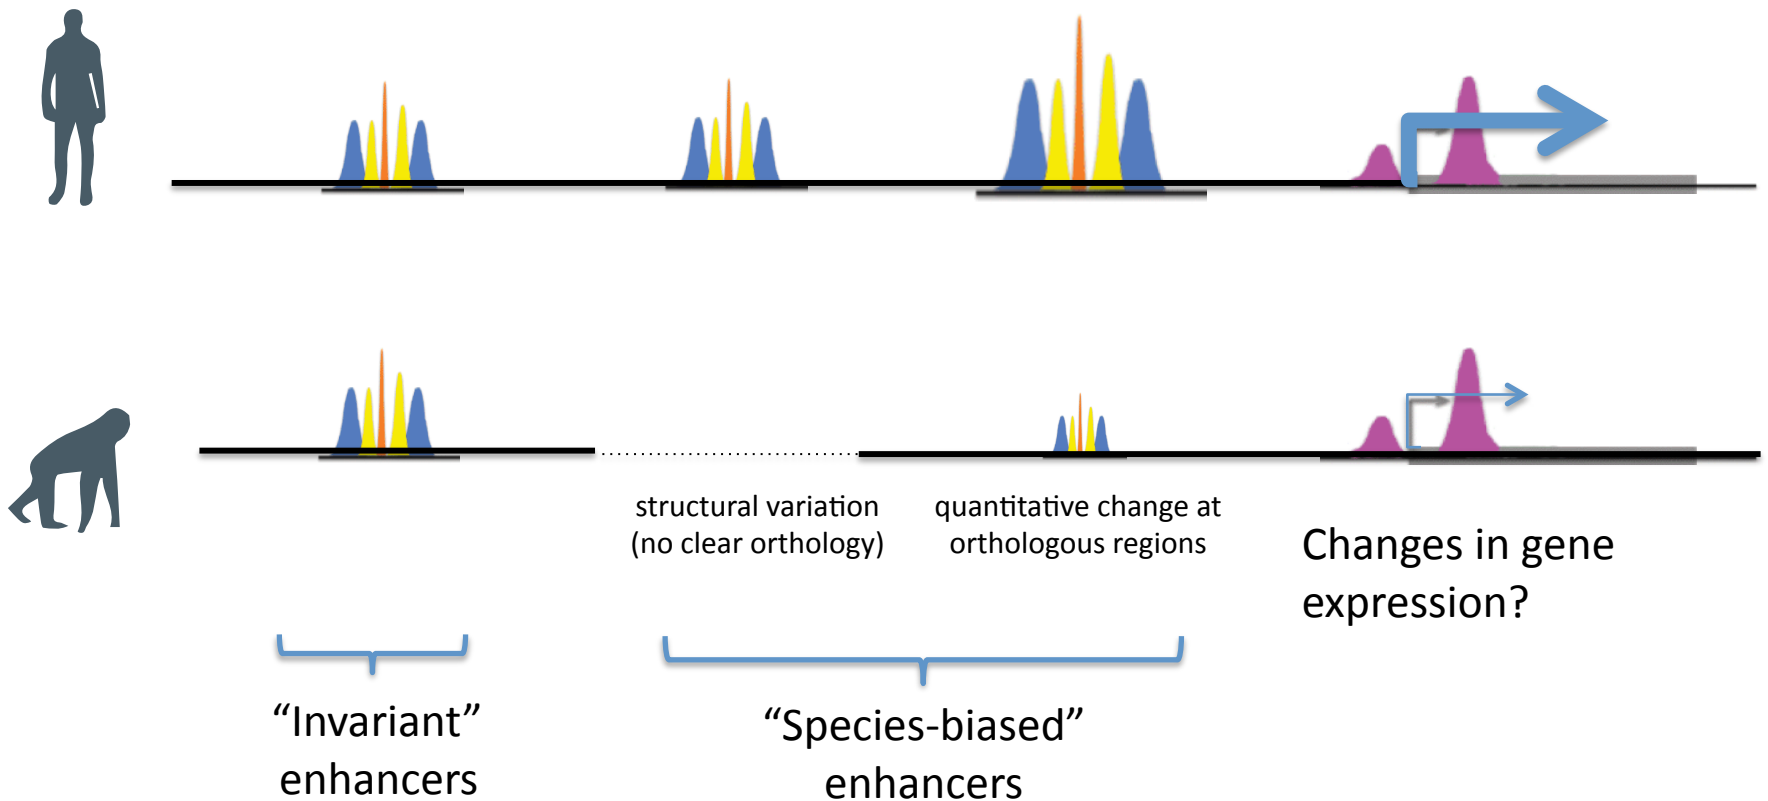 structural variation
(no clear orthology)
quantitative change at
orthologous regions
Changes in gene
expression?
“Invariant”
enhancers
“Species-biased”
enhancers